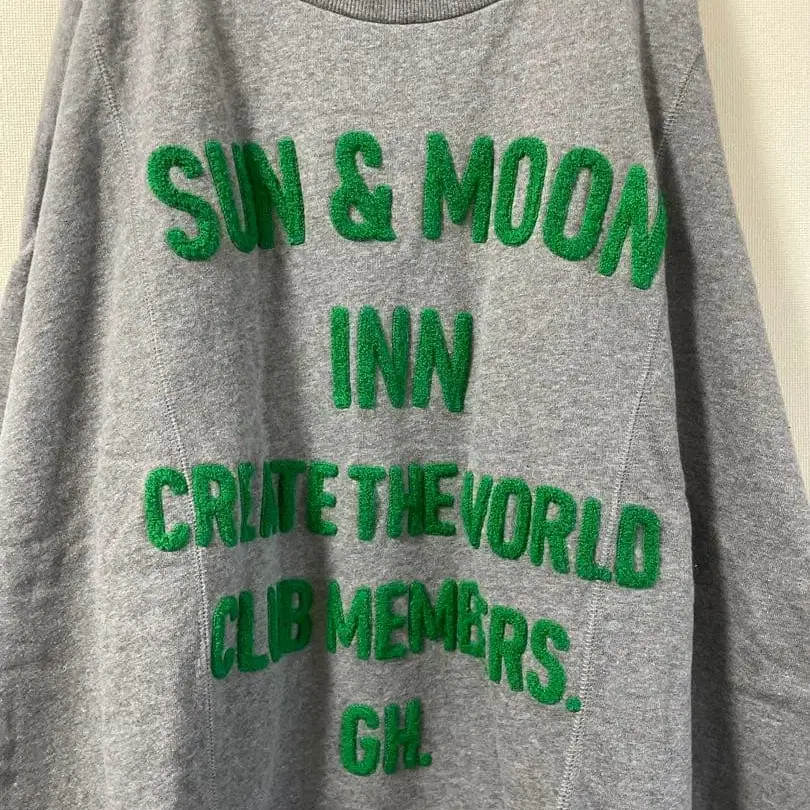 SUN & MOON
INN
CREATE THE WORLD
CLUB MEMBERS.
GH.